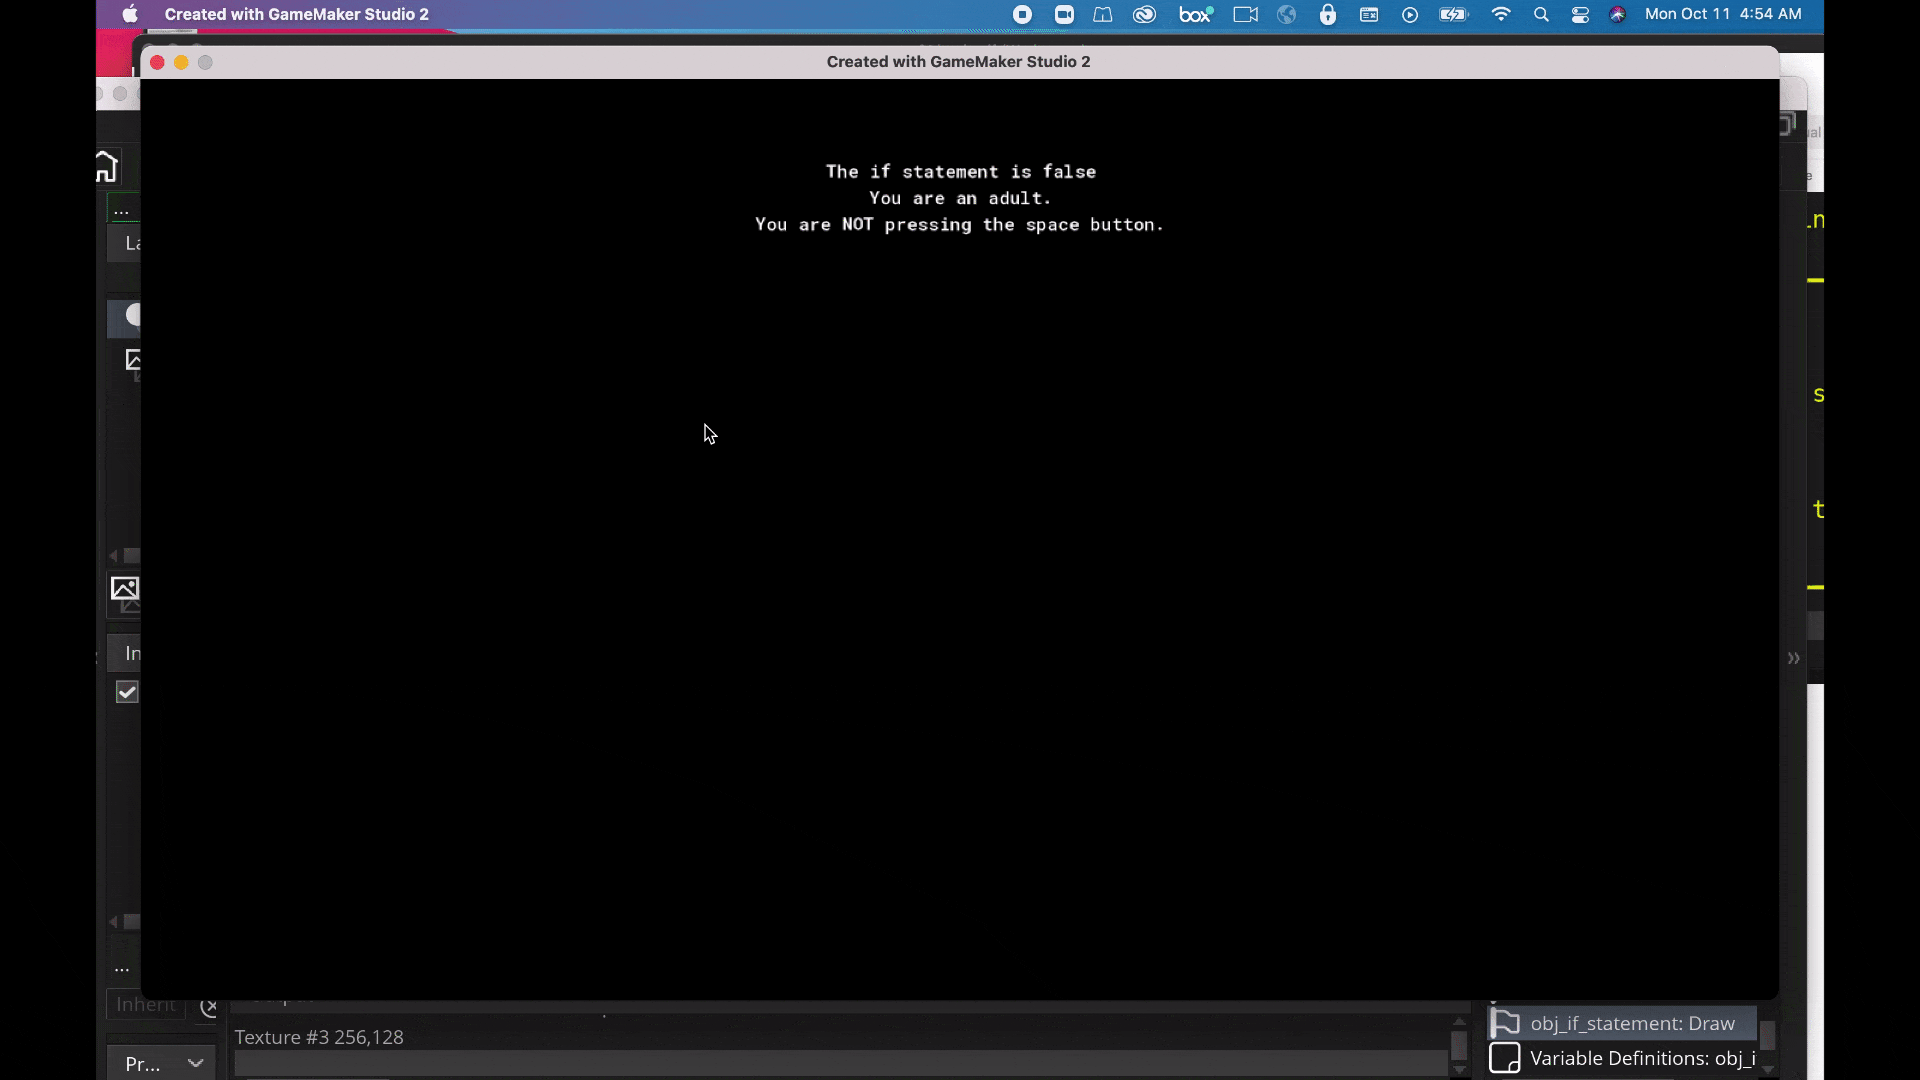 Created with GameMaker Studio 2
box
Mon Oct 11 4:54 AM
Created with GameMaker Studio 2
The if statement is false
You are an adult.
You are NOT pressing the space button.
...
La
In
...
Inherit
Texture #3 256,128
Pr...
obj_if_statement: Draw
Variable Definitions: obj_i